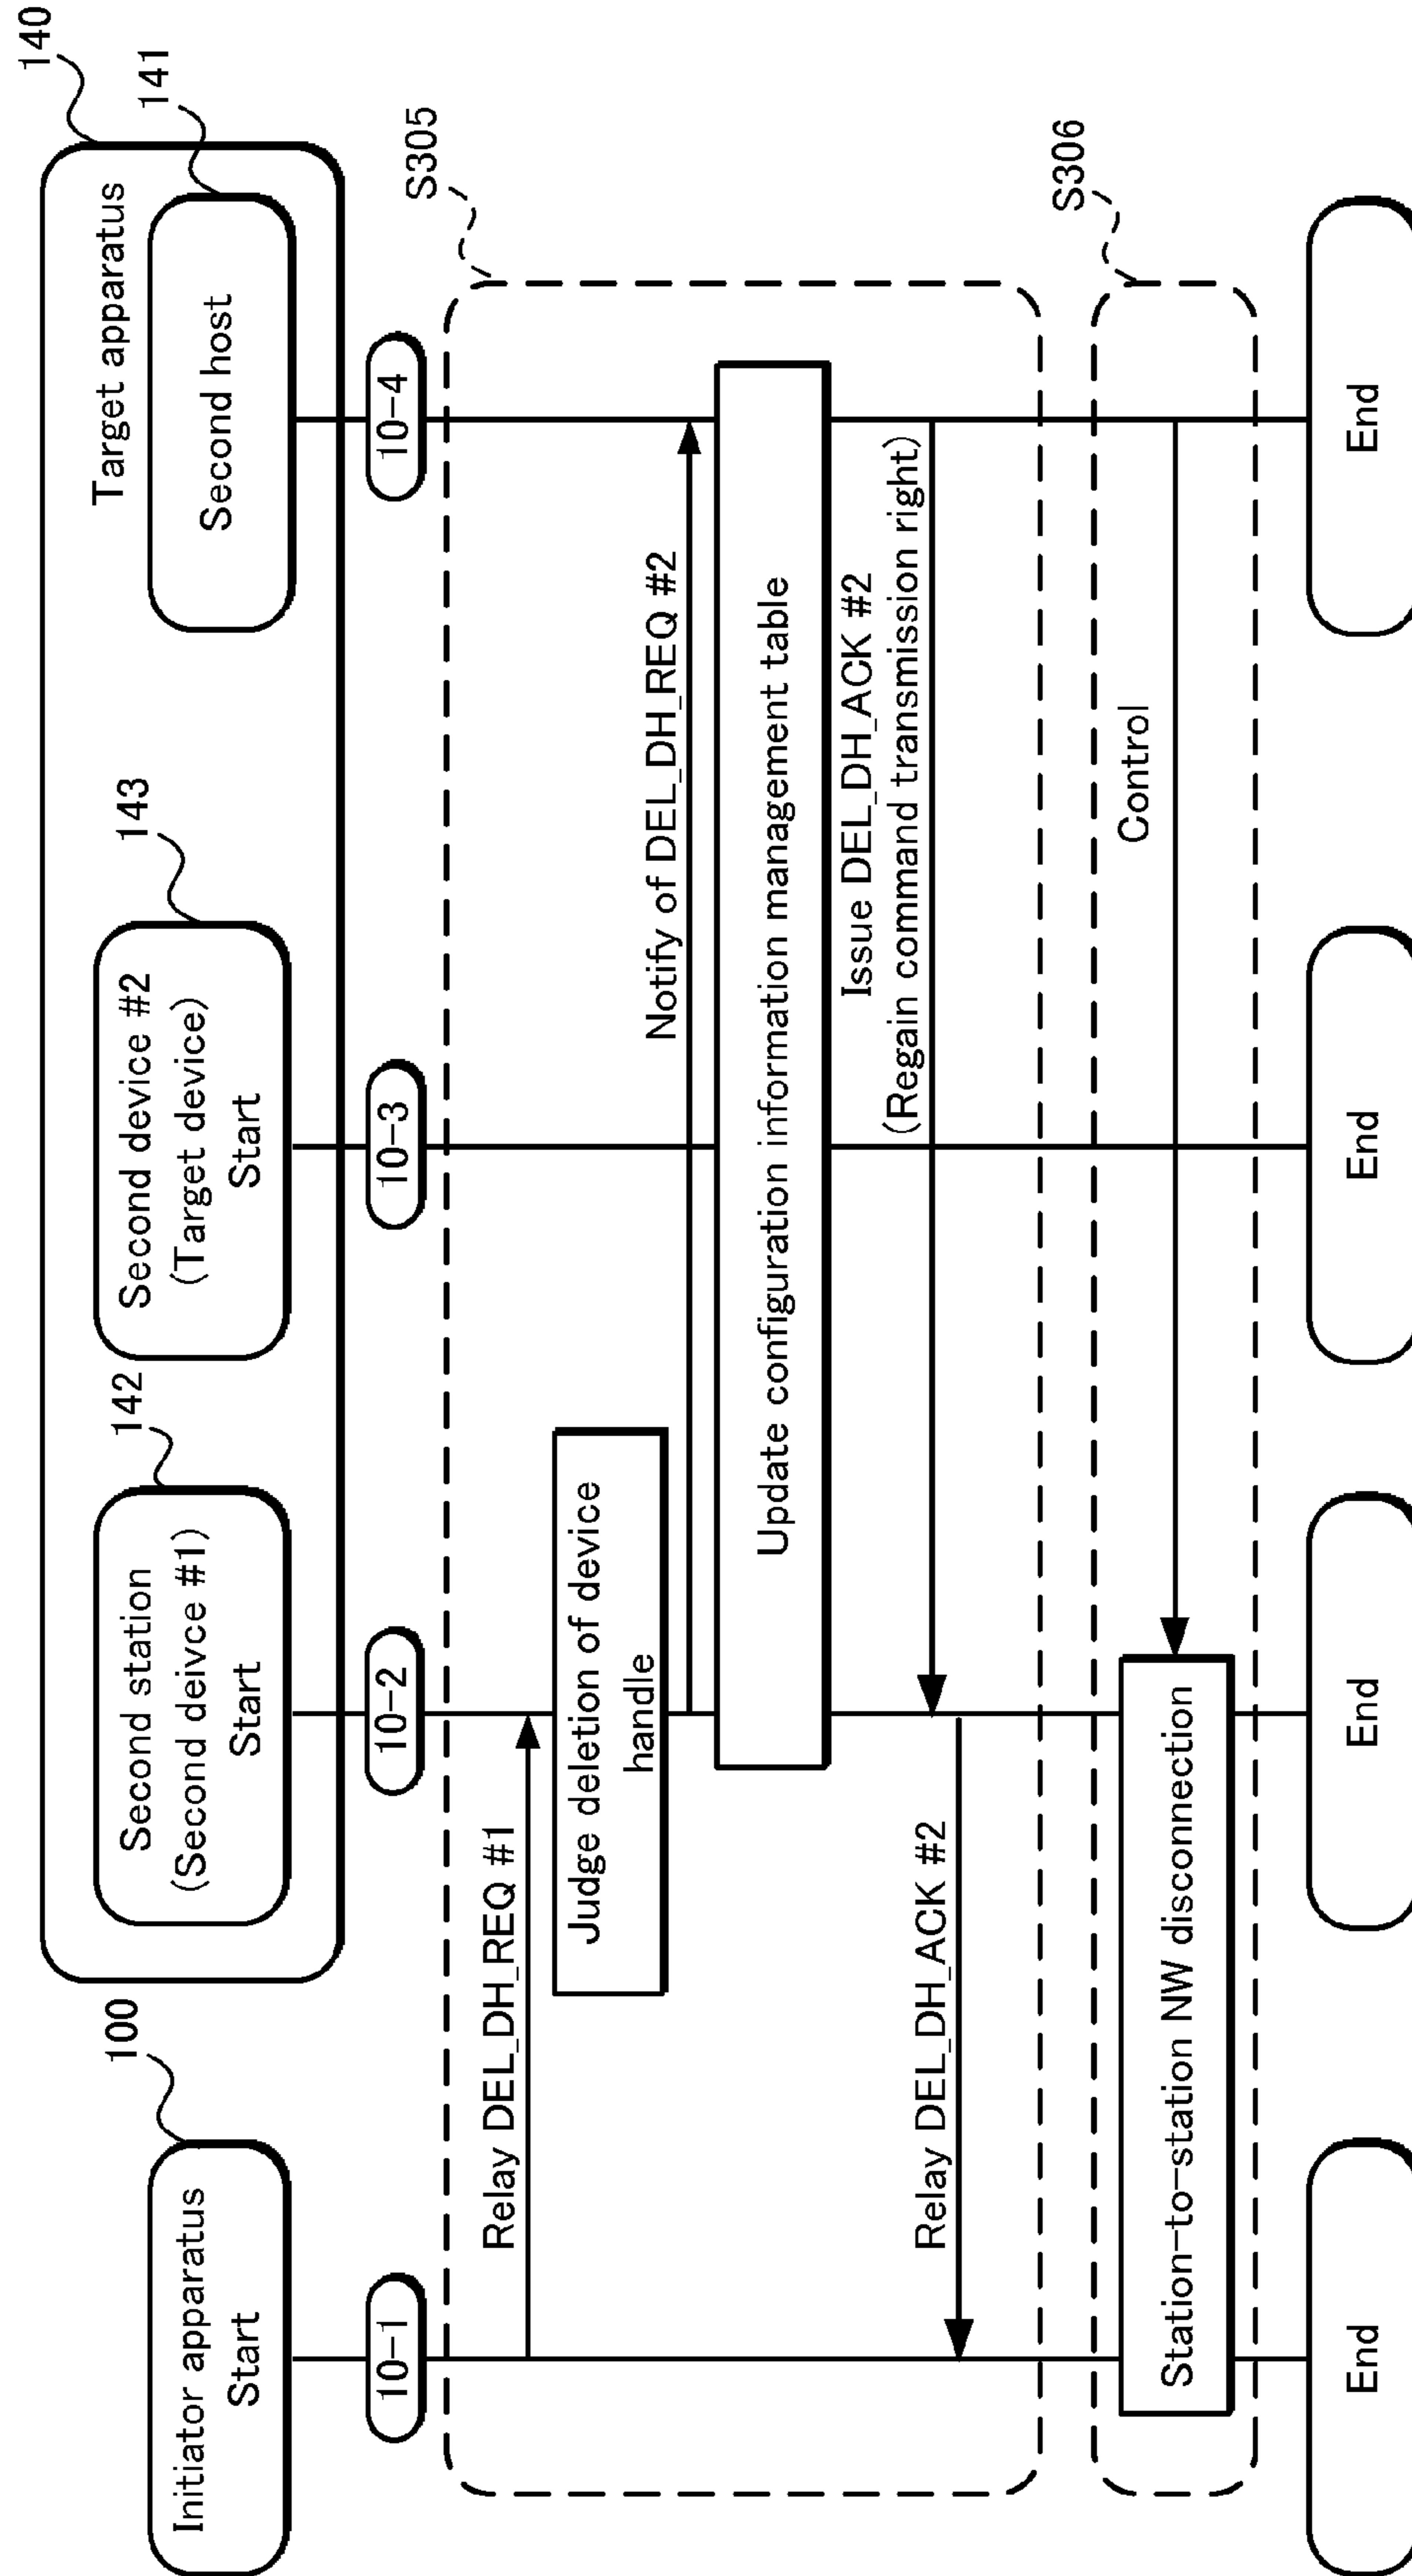 140
Target apparatus
141
100
Initiator apparatus
Start
142
Second station
(Second deivce #1)
Start
143
Second device #2
(Target device)
Start
Second host
10-1
10-2
10-3
10-4
S305
Relay DEL_DH_REQ #1
Judge deletion of device
handle
Notify of DEL_DH_REQ #2
Update configuration information management table
Issue DEL_DH_ACK #2
(Regain command transmission right)
Relay DEL_DH_ACK #2
S306
Control
Station-to-station NW disconnection
End
End
End
End